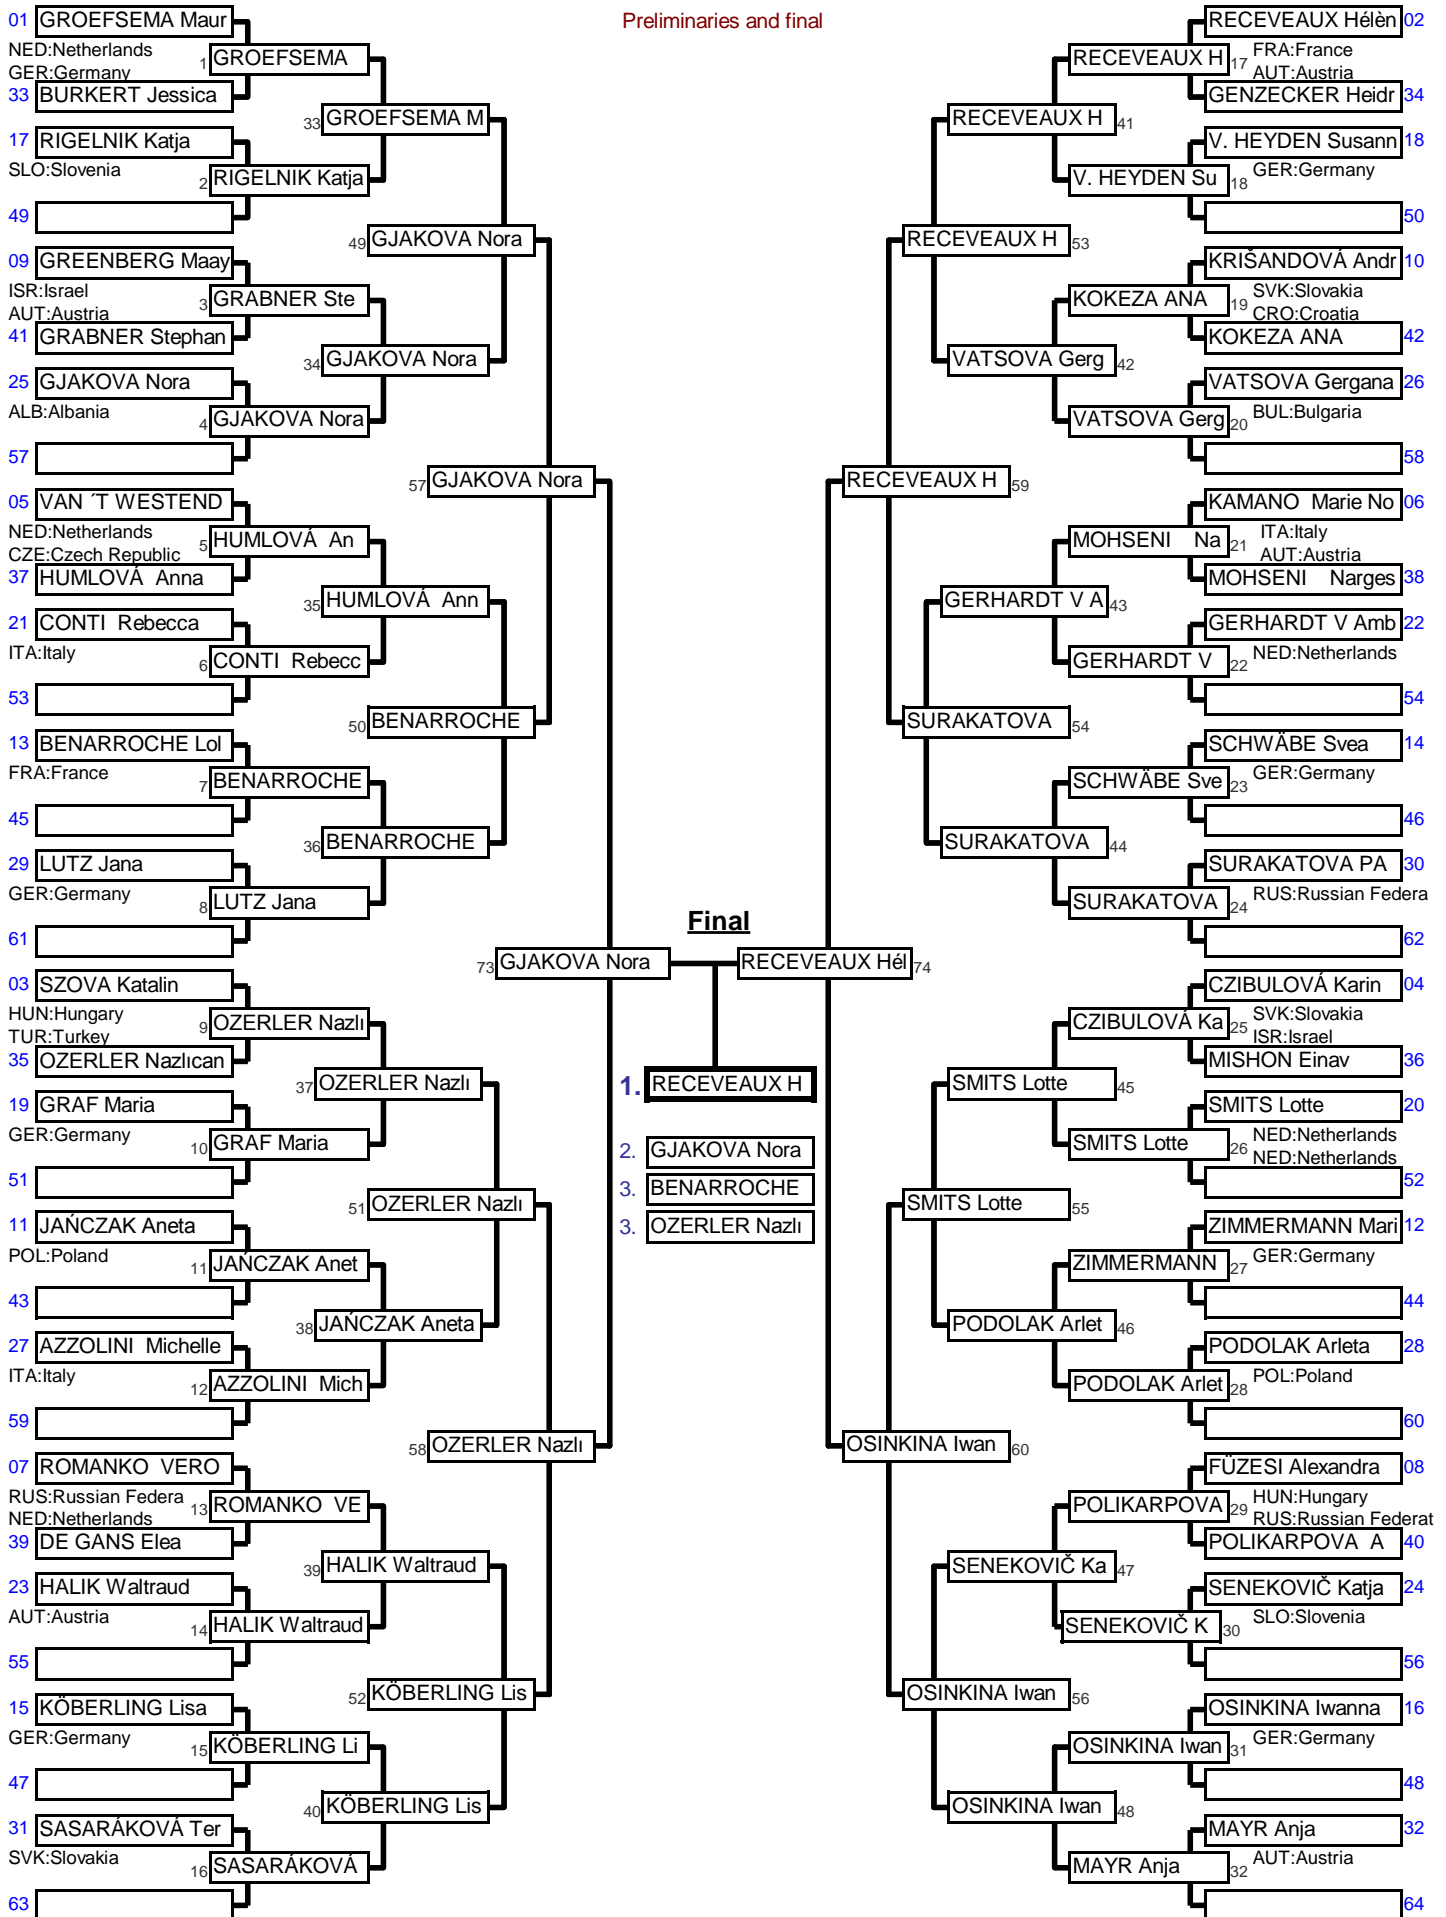 Preliminaries and final
01 GROEFSEMA Maur
NED:Netherlands
GER:Germany
1 GROEFSEMA
33 BURKERT Jessica
33 GROEFSEMA M
17 RIGELNIK Katja
SLO:Slovenia
2 RIGELNIK Katja
49
49 GJAKOVA Nora
09 GREENBERG Maay
ISR:Israel
AUT:Austria
3 GRABNER Ste
41 GRABNER Stephan
34 GJAKOVA Nora
25 GJAKOVA Nora
ALB:Albania
4 GJAKOVA Nora
57
57 GJAKOVA Nora
05 VAN ´T WESTEND
NED:Netherlands
CZE:Czech Republic
5 HUMLOVÁ An
37 HUMLOVÁ Anna
35 HUMLOVÁ Ann
21 CONTI Rebecca
ITA:Italy
6 CONTI Rebecc
53
50 BENARROCHE
13 BENARROCHE Lol
FRA:France
7 BENARROCHE
45
36 BENARROCHE
29 LUTZ Jana
GER:Germany
8 LUTZ Jana
61
Final
73 GJAKOVA Nora
RECEVEAUX Hél 74
03 SZOVA Katalin
HUN:Hungary
TUR:Turkey
9 OZERLER Nazlı
35 OZERLER Nazlıcan
37 OZERLER Nazlı
19 GRAF Maria
GER:Germany
10 GRAF Maria
51
51 OZERLER Nazlı
11 JAŃCZAK Aneta
POL:Poland
11 JAŃCZAK Anet
43
38 JAŃCZAK Aneta
27 AZZOLINI Michelle
ITA:Italy
12 AZZOLINI Mich
59
58 OZERLER Nazlı
07 ROMANKO VERO
RUS:Russian Federa
NED:Netherlands
13 ROMANKO VE
39 DE GANS Elea
39 HALIK Waltraud
23 HALIK Waltraud
AUT:Austria
14 HALIK Waltraud
55
52 KÖBERLING Lis
15 KÖBERLING Lisa
GER:Germany
15 KÖBERLING Li
47
40 KÖBERLING Lis
31 SASARÁKOVÁ Ter
SVK:Slovakia
16 SASARÁKOVÁ
63
1. RECEVEAUX H
2. GJAKOVA Nora
3. BENARROCHE
3. OZERLER Nazlı
RECEVEAUX Hélèn 02
FRA:France
AUT:Austria
RECEVEAUX H 17
GENZECKER Heidr 34
RECEVEAUX H 41
V. HEYDEN Susann 18
GER:Germany
V. HEYDEN Su 18
50
RECEVEAUX H 53
KRIŠANDOVÁ Andr 10
SVK:Slovakia
CRO:Croatia
KOKEZA ANA 19
KOKEZA ANA 42
VATSOVA Gerg 42
VATSOVA Gergana 26
BUL:Bulgaria
VATSOVA Gerg 20
58
RECEVEAUX H 59
KAMANO Marie No 06
ITA:Italy
AUT:Austria
MOHSENI Na 21
MOHSENI Narges 38
GERHARDT V A 43
GERHARDT V Amb 22
NED:Netherlands
GERHARDT V 22
54
SURAKATOVA 54
SCHWÄBE Svea 14
GER:Germany
SCHWÄBE Sve 23
46
SURAKATOVA 44
SURAKATOVA PA 30
RUS:Russian Federa
SURAKATOVA 24
62
CZIBULOVÁ Karin 04
SVK:Slovakia
ISR:Israel
CZIBULOVÁ Ka 25
MISHON Einav 36
SMITS Lotte 45
SMITS Lotte 20
NED:Netherlands
NED:Netherlands
SMITS Lotte 26
52
SMITS Lotte 55
ZIMMERMANN Mari 12
GER:Germany
ZIMMERMANN 27
44
PODOLAK Arlet 46
PODOLAK Arleta 28
POL:Poland
PODOLAK Arlet 28
60
OSINKINA Iwan 60
FÜZESI Alexandra 08
HUN:Hungary
RUS:Russian Federat
POLIKARPOVA 29
POLIKARPOVA A 40
SENEKOVIČ Ka 47
SENEKOVIČ Katja 24
SLO:Slovenia
SENEKOVIČ K 30
56
OSINKINA Iwan 56
OSINKINA Iwanna 16
GER:Germany
OSINKINA Iwan 31
48
OSINKINA Iwan 48
MAYR Anja 32
AUT:Austria
MAYR Anja 32
64